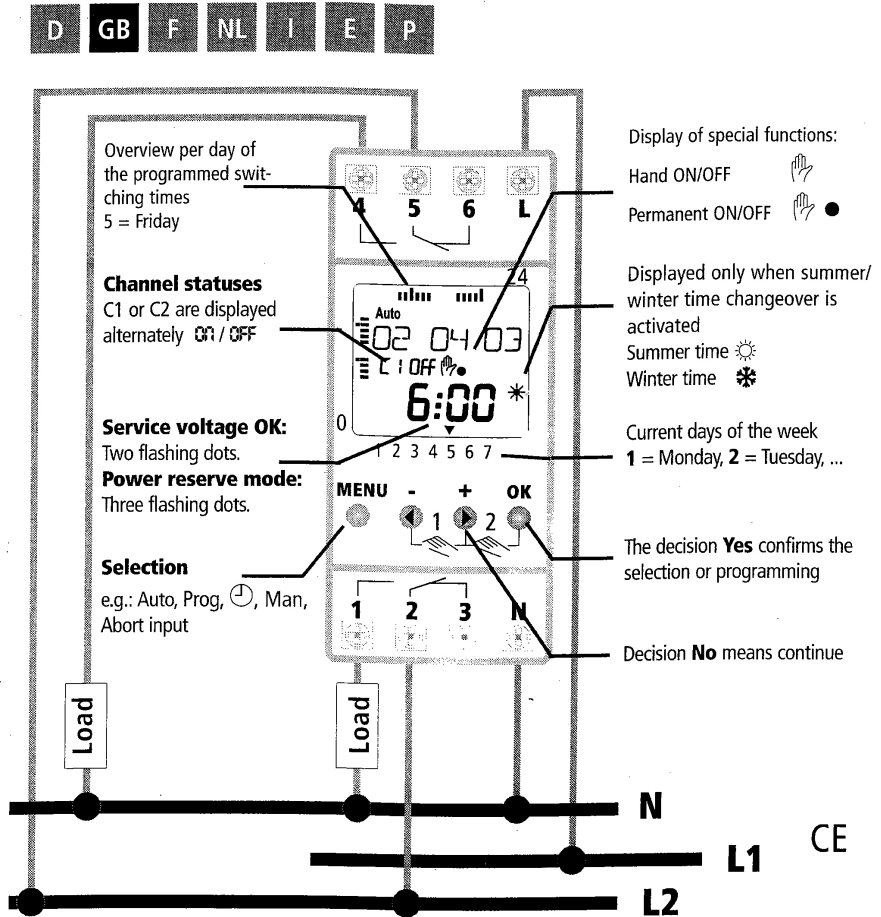 D GB F NL I E P
Overview per day of
the programmed swit-
ching times
5 = Friday
Channel statuses
C1 or C2 are displayed
alternately ON / OFF
Service voltage OK:
Two flashing dots.
Power reserve mode:
Three flashing dots.
Selection
e.g.: Auto, Prog, , Man,
Abort input
4 5 6 L
24
Auto
02 04/03
C1 OFF
6:00
0
1 2 3 4 5 6 7
MENU - + OK
1 2
1 2 3 N
Display of special functions:
Hand ON/OFF
Permanent ON/OFF
Displayed only when summer/
winter time changeover is
activated
Summer time
Winter time
Current days of the week
1 = Monday, 2 = Tuesday, ...
The decision Yes confirms the
selection or programming
Decision No means continue
Load
Load
N
L1
CE
L2